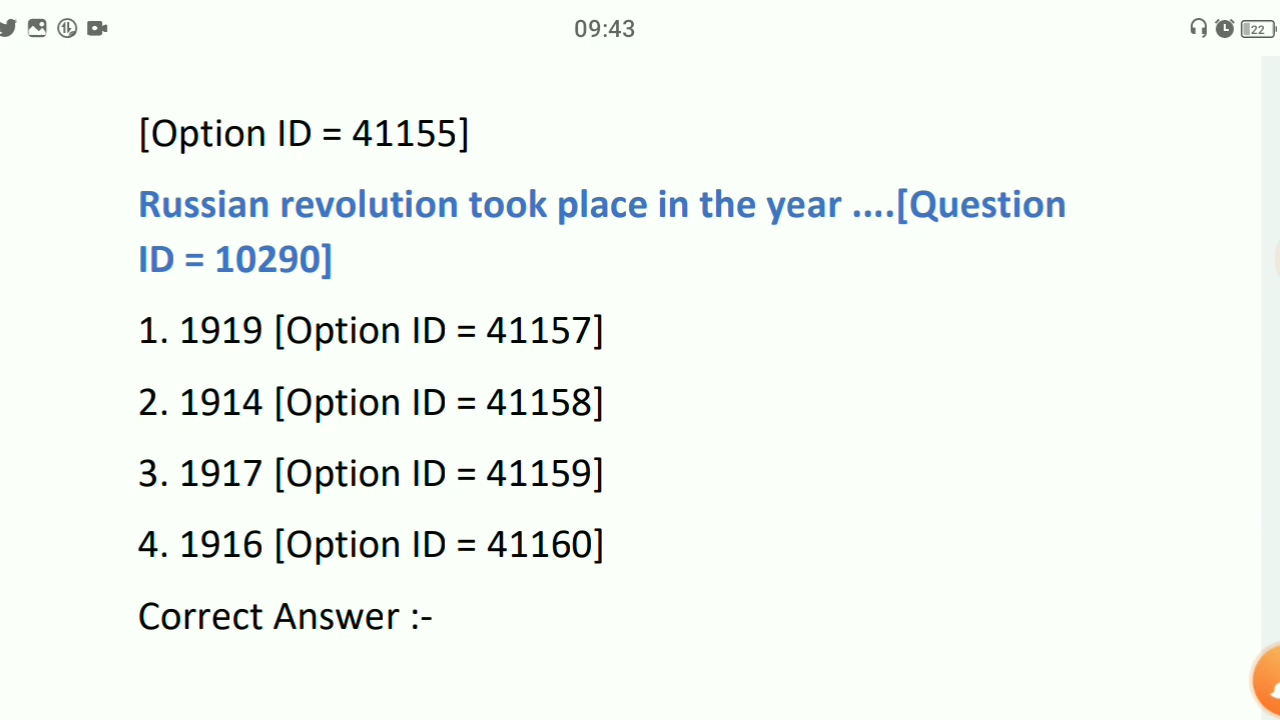 09:43
22
[Option ID = 41155]
Russian revolution took place in the year ....[Question
ID = 10290]
1. 1919 [Option ID = 41157]
2. 1914 [Option ID = 41158]
3. 1917 [Option ID = 41159]
4. 1916 [Option ID = 41160]
Correct Answer :-